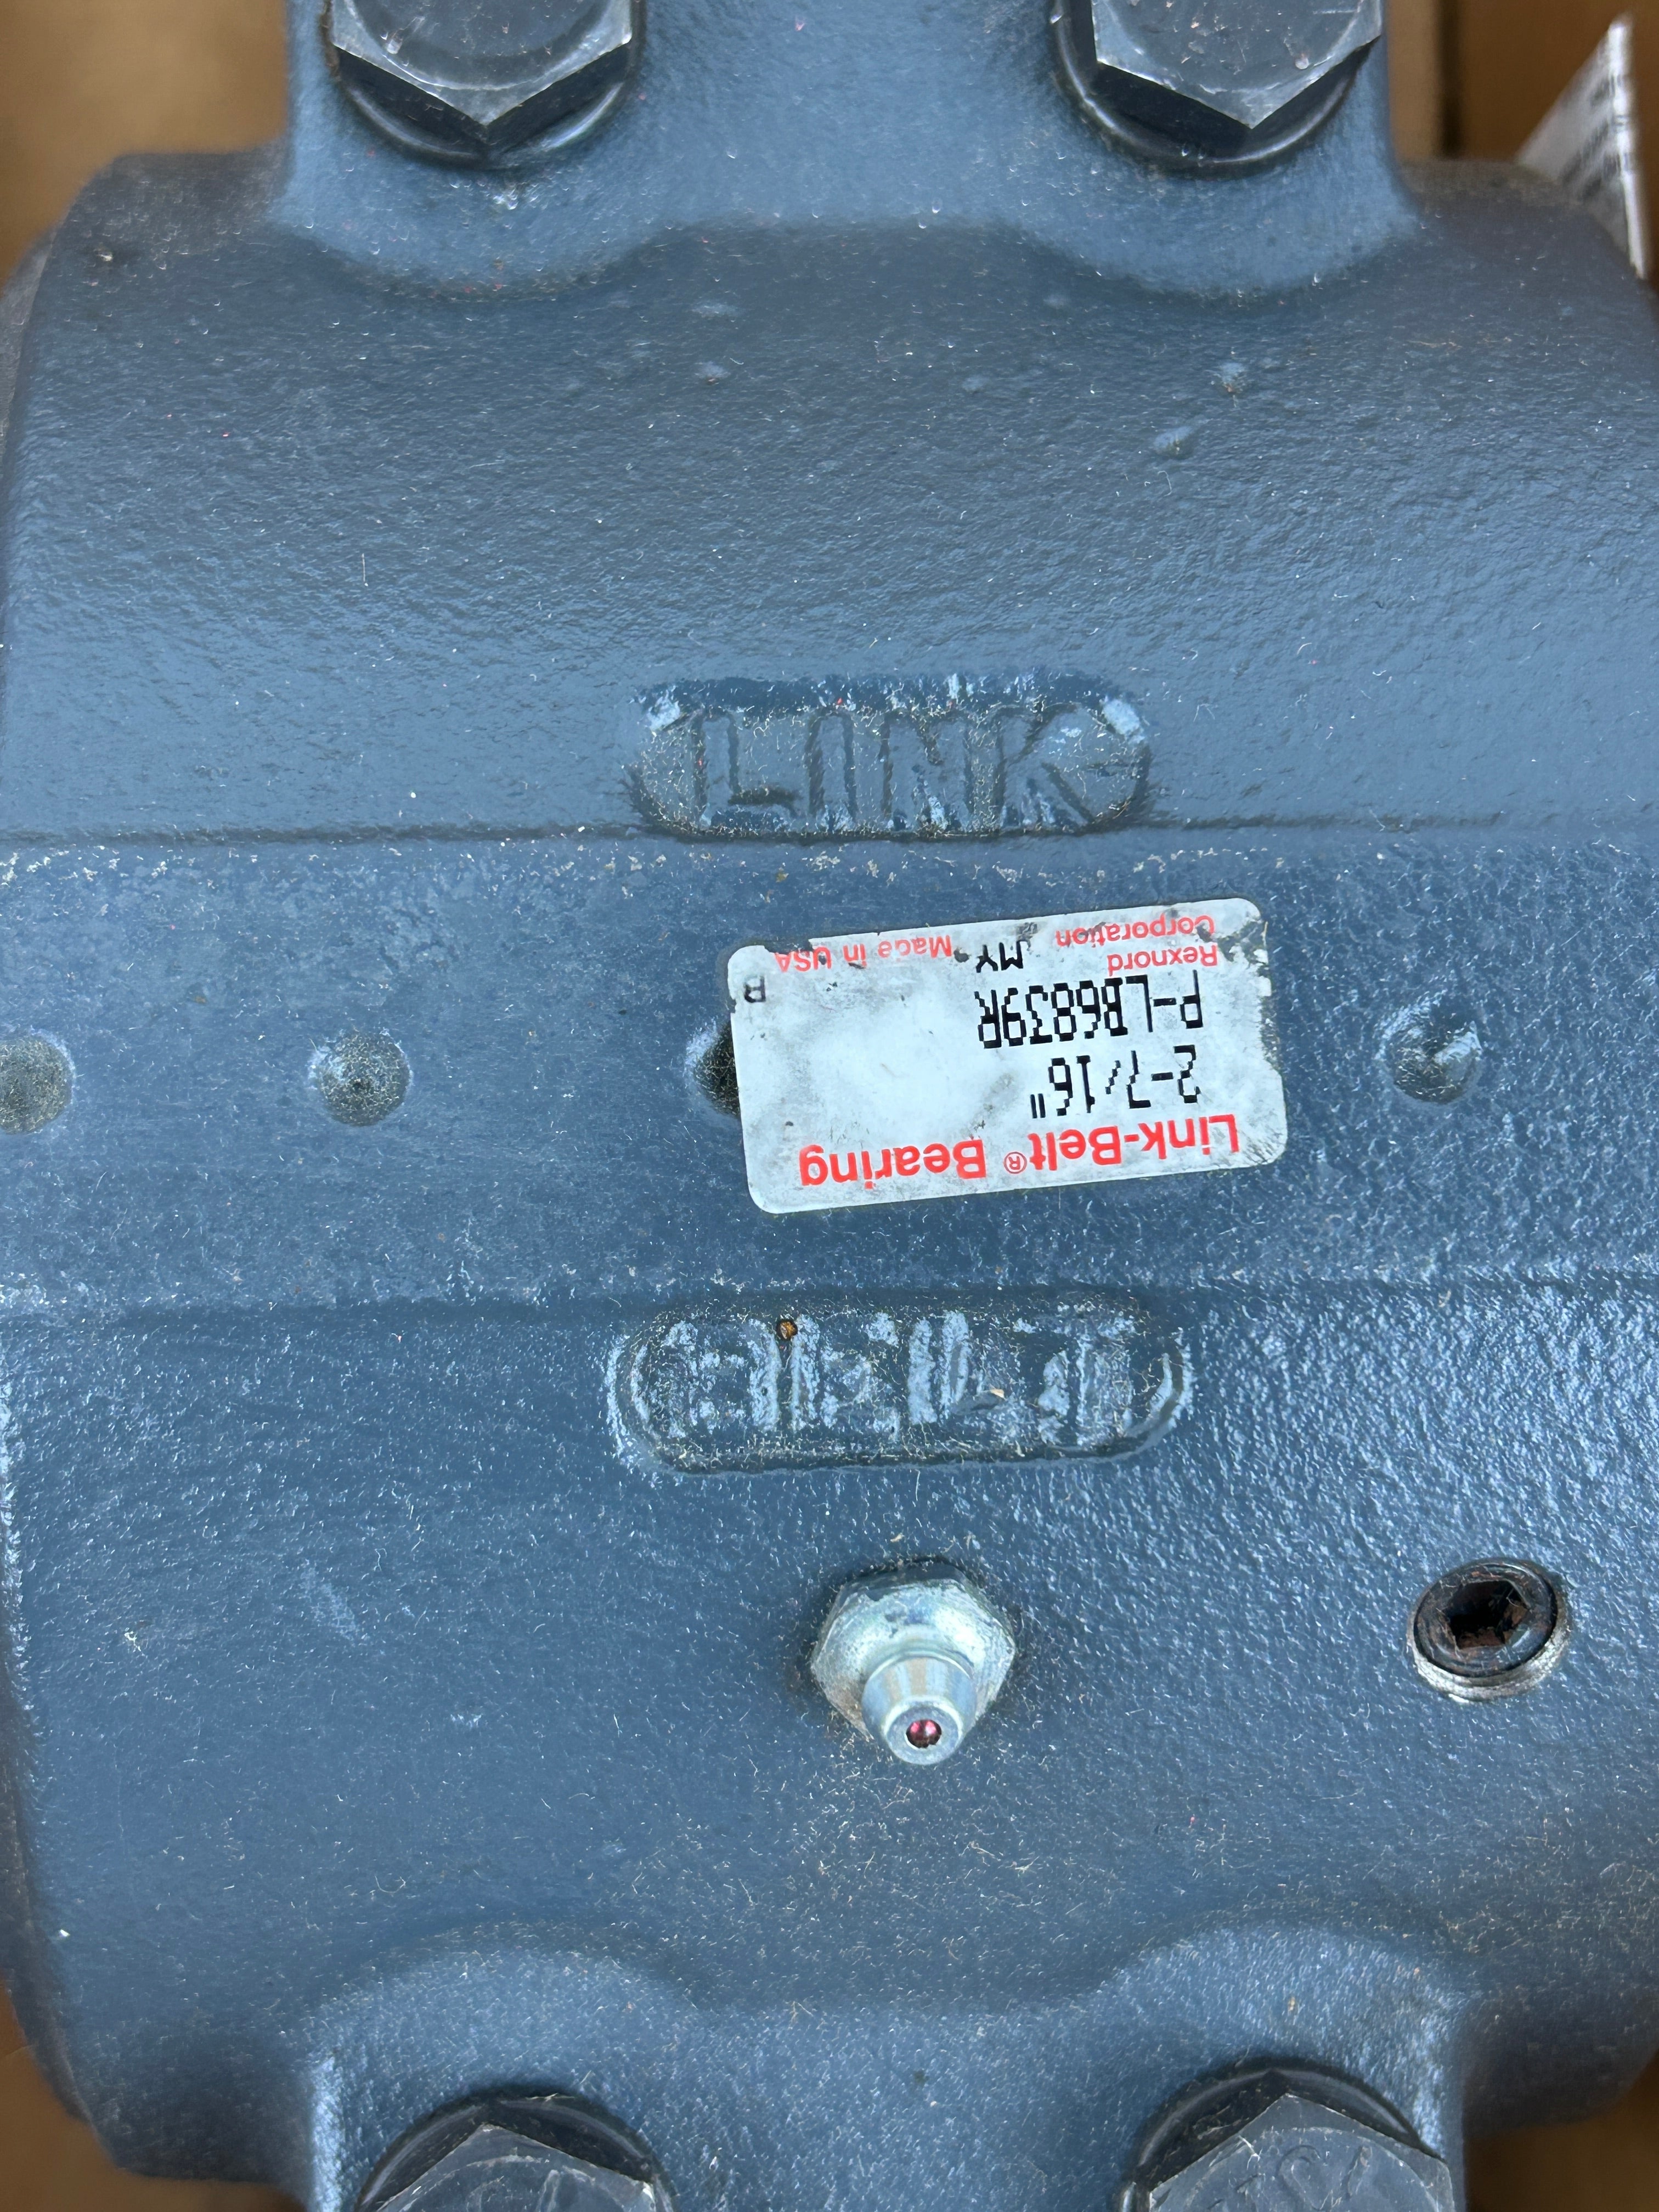 LINK-
BELT
Link-Belt® Bearing
2-7/16"
P-LB6839R
Rexnord
Corporation MY Made in USA
B